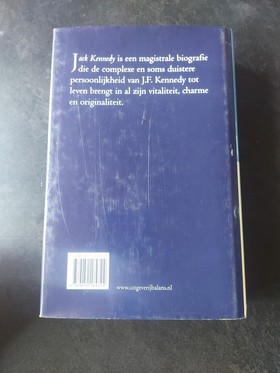 Jack Kennedy is een magistrale biografie
die de complexe en soms duistere
persoonlijkheid van J.F. Kennedy tot
leven brengt in al zijn vitaliteit, charme
en originaliteit.
www.uitgeverijbalans.nl